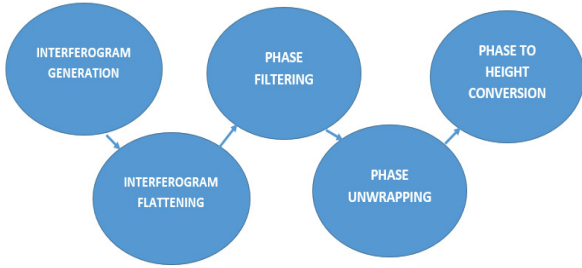 INTERFEROGRAM
GENERATION
INTERFEROGRAM
FLATTENING
PHASE
FILTERING
PHASE
UNWRAPPING
PHASE TO
HEIGHT
CONVERSION